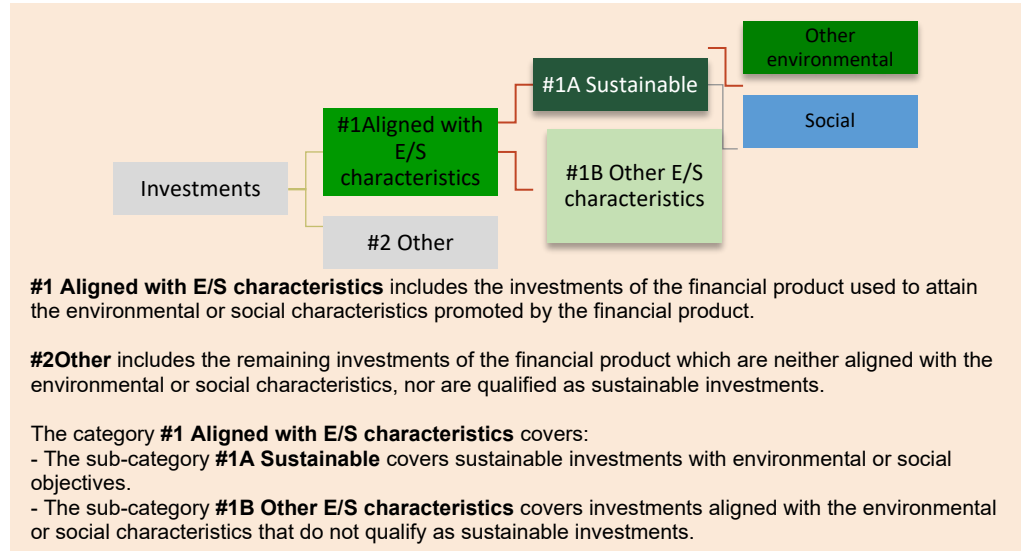 Other
environmental
#1A Sustainable
Social
#1Aligned with
E/S
characteristics
#1B Other E/S
characteristics
Investments
#2 Other
#1 Aligned with E/S characteristics includes the investments of the financial product used to attain
the environmental or social characteristics promoted by the financial product.
#2Other includes the remaining investments of the financial product which are neither aligned with the
environmental or social characteristics, nor are qualified as sustainable investments.
The category #1 Aligned with E/S characteristics covers:
- The sub-category #1A Sustainable covers sustainable investments with environmental or social
objectives.
- The sub-category #1B Other E/S characteristics covers investments aligned with the environmental
or social characteristics that do not qualify as sustainable investments.